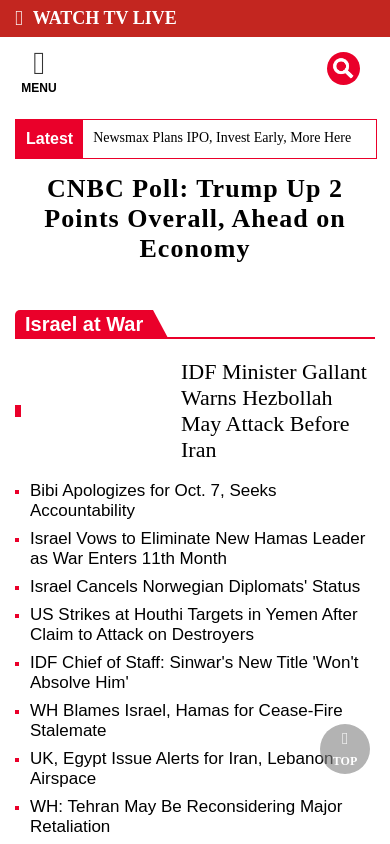 WATCH TV LIVE
MENU
Latest
Newsmax Plans IPO, Invest Early, More Here
CNBC Poll: Trump Up 2
Points Overall, Ahead on
Economy
Israel at War
IDF Minister Gallant
Warns Hezbollah
May Attack Before
Iran
Bibi Apologizes for Oct. 7, Seeks
Accountability
Israel Vows to Eliminate New Hamas Leader
as War Enters 11th Month
Israel Cancels Norwegian Diplomats' Status
US Strikes at Houthi Targets in Yemen After
Claim to Attack on Destroyers
IDF Chief of Staff: Sinwar's New Title 'Won't
Absolve Him'
WH Blames Israel, Hamas for Cease-Fire
Stalemate
UK, Egypt Issue Alerts for Iran, Lebanon
Airspace
WH: Tehran May Be Reconsidering Major
Retaliation
TOP